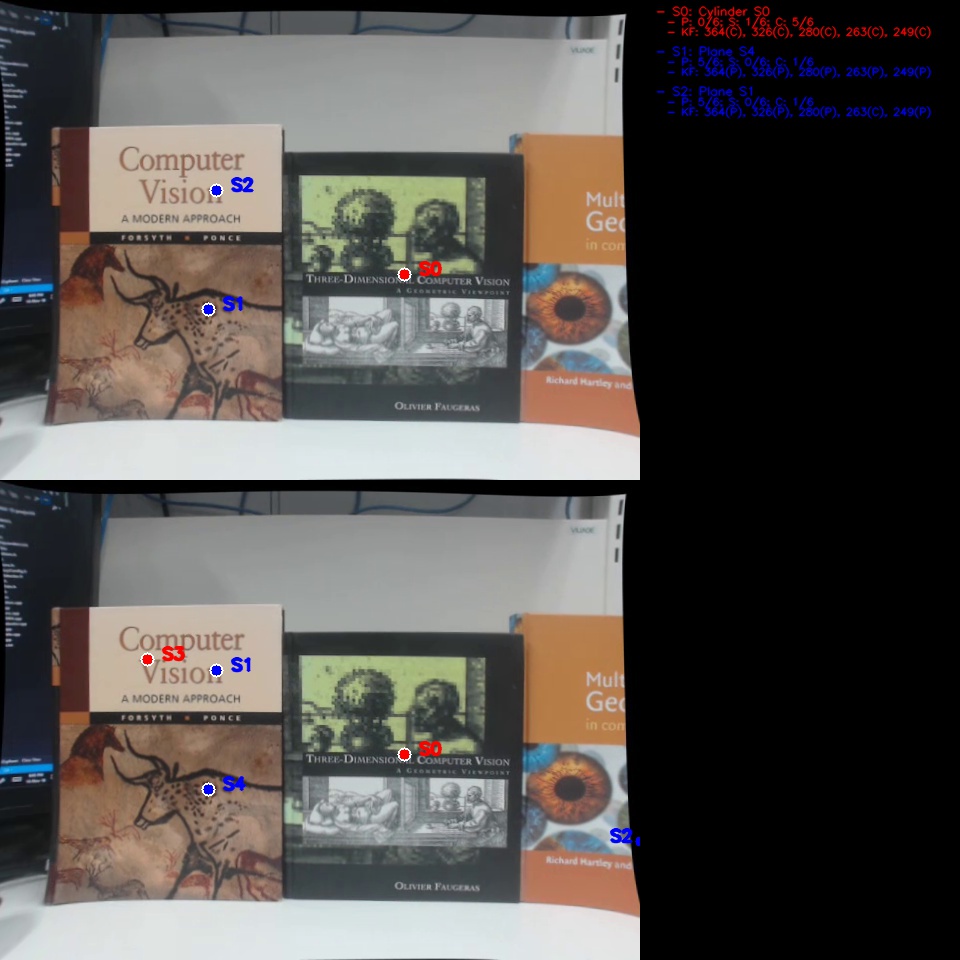 - S0: Cylinder S0
- P: 0/6; S: 1/6; C: 5/6
- KF: 364(C), 326(C), 280(C), 263(C), 249(C)
- S1: Plane S4
- P: 5/6; S: 0/6; C: 1/6
- KF: 364(P), 326(P), 280(P), 263(C), 249(P)
- S2: Plane S1
- P: 5/6; S: 0/6; C: 1/6
- KF: 364(P), 326(P), 280(P), 263(C), 249(P)
Computer
Vision
S2
A MODERN APPROACH
FORSYTH PONCE
S1
S0
THREE-DIMENSIONAL COMPUTER VISION
A GEOMETRIC VIEWPOINT
OLIVIER FAUGERAS
Mult
Geo
in com
Richard Hartley and
Computer
S3
Vision
S1
A MODERN APPROACH
FORSYTH PONCE
S4
S0
THREE-DIMENSIONAL COMPUTER VISION
A GEOMETRIC VIEWPOINT
OLIVIER FAUGERAS
Mult
Geo
in com
S2
Richard Hartley and